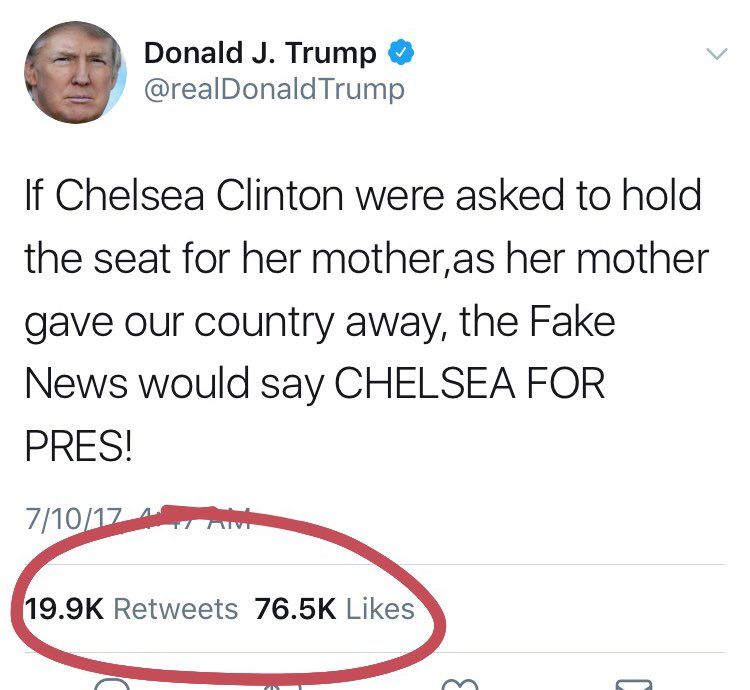 Donald J. Trump
@realDonaldTrump
If Chelsea Clinton were asked to hold
the seat for her mother,as her mother
gave our country away, the Fake
News would say CHELSEA FOR
PRES!
7/10/17, 4:47 AM
19.9K Retweets 76.5K Likes